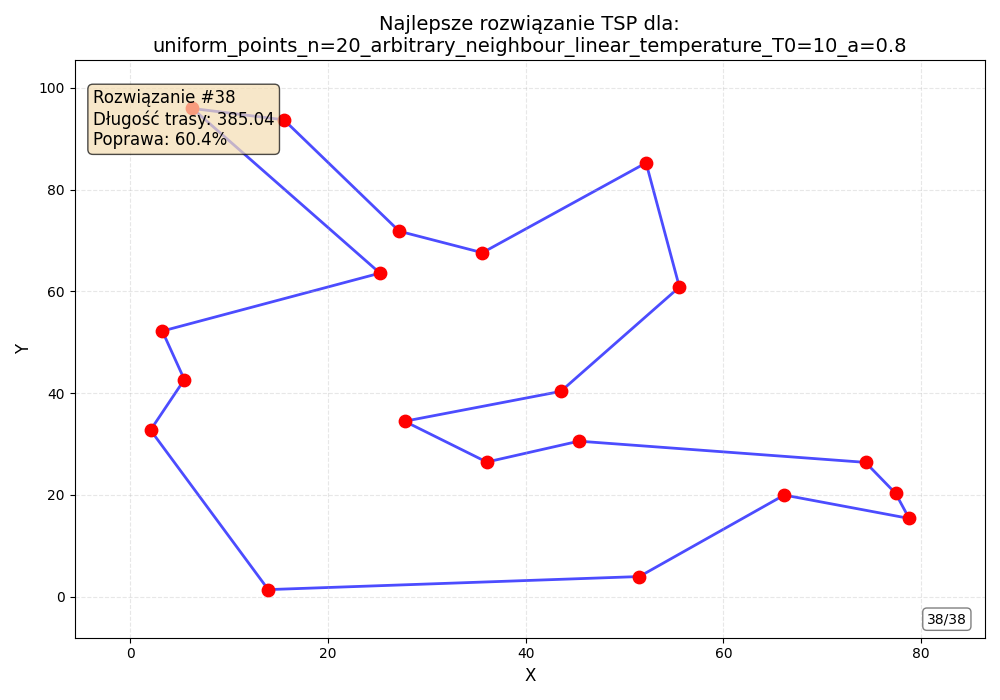 Najlepsze rozwiązanie TSP dla:
uniform_points_n=20_arbitrary_neighbour_linear_temperature_T0=10_a=0.8
Rozwiązanie #38
Długość trasy: 385.04
Poprawa: 60.4%
100
80
60
40
20
0
Y
38/38
0
20
40
60
80
X